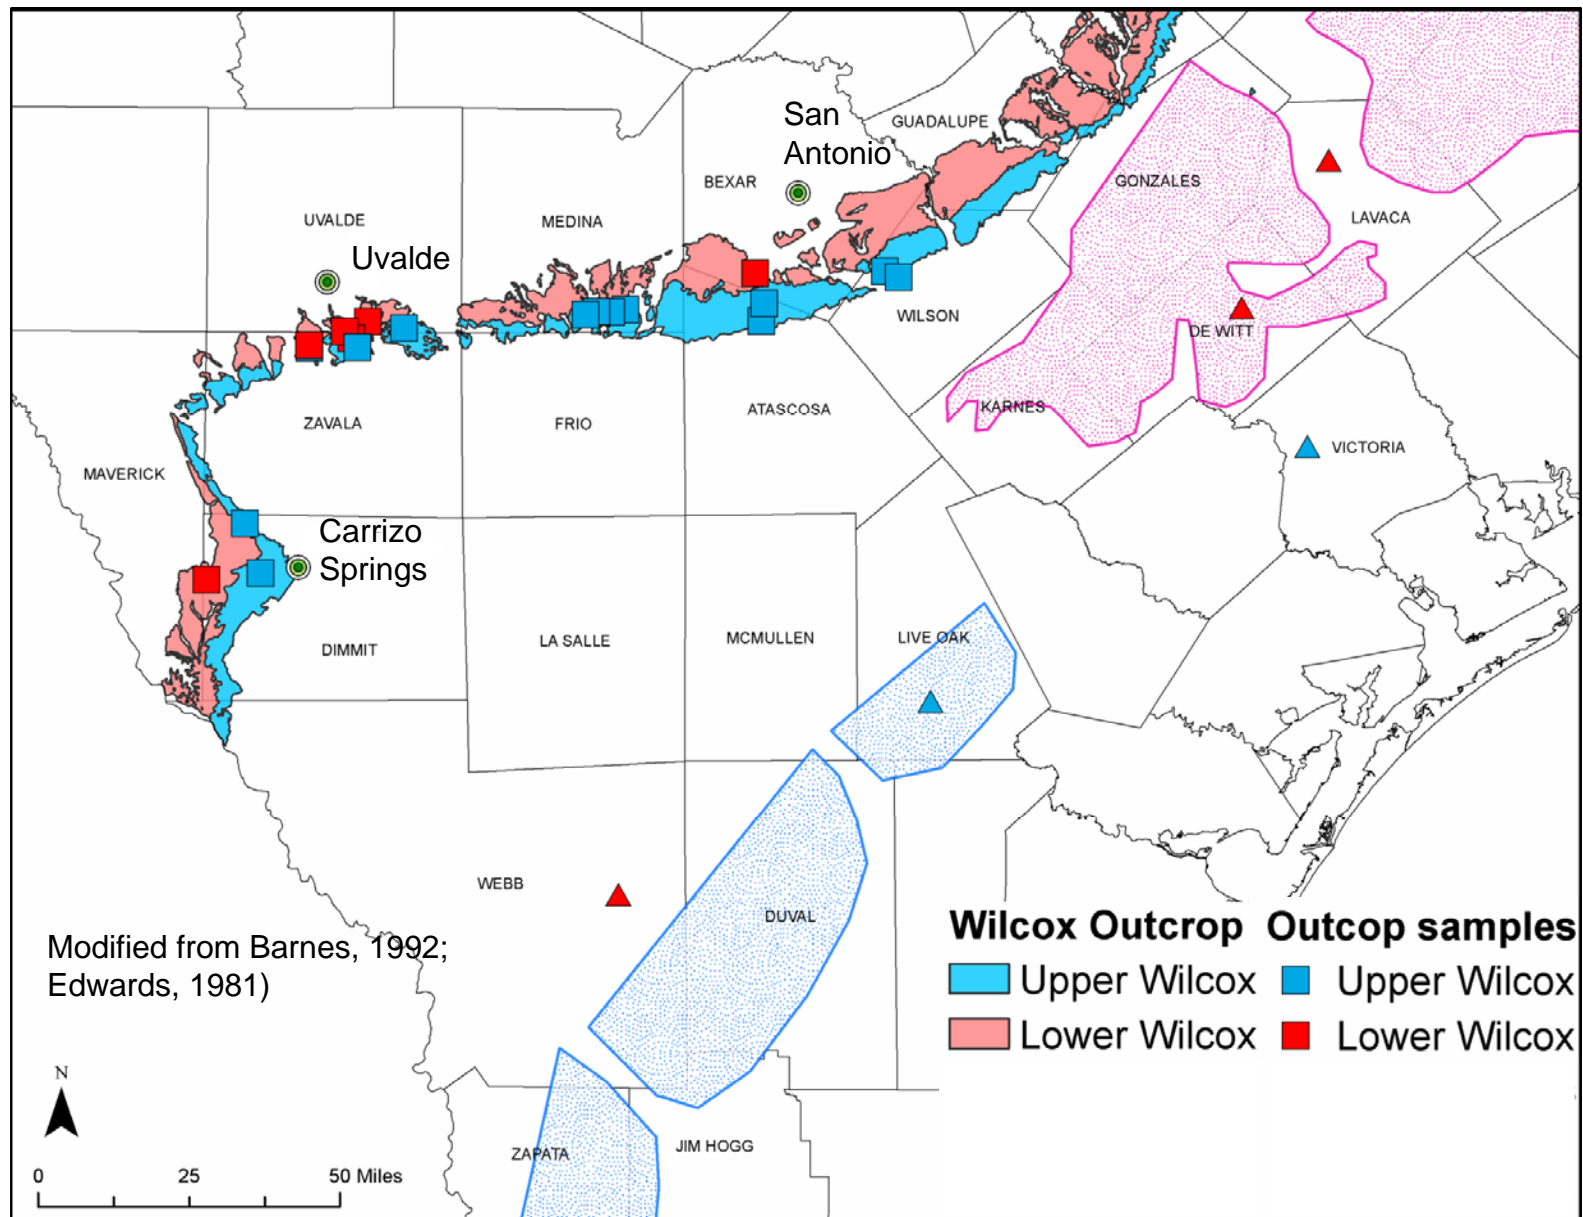 San
Antonio
GUADALUPE
BEXAR
GONZALES
UVALDE
MEDINA
LAVACA
Uvalde
WILSON
DE WITT
ZAVALA
FRIO
ATASCOSA
KARNES
MAVERICK
VICTORIA
Carrizo
Springs
DIMMIT
LA SALLE
MCMULLEN
LIVE OAK
WEBB
DUVAL
Modified from Barnes, 1992;
Edwards, 1981)
Wilcox Outcrop Outcop samples
Upper Wilcox Upper Wilcox
Lower Wilcox Lower Wilcox
N
ZAPATA
JIM HOGG
0 25 50 Miles